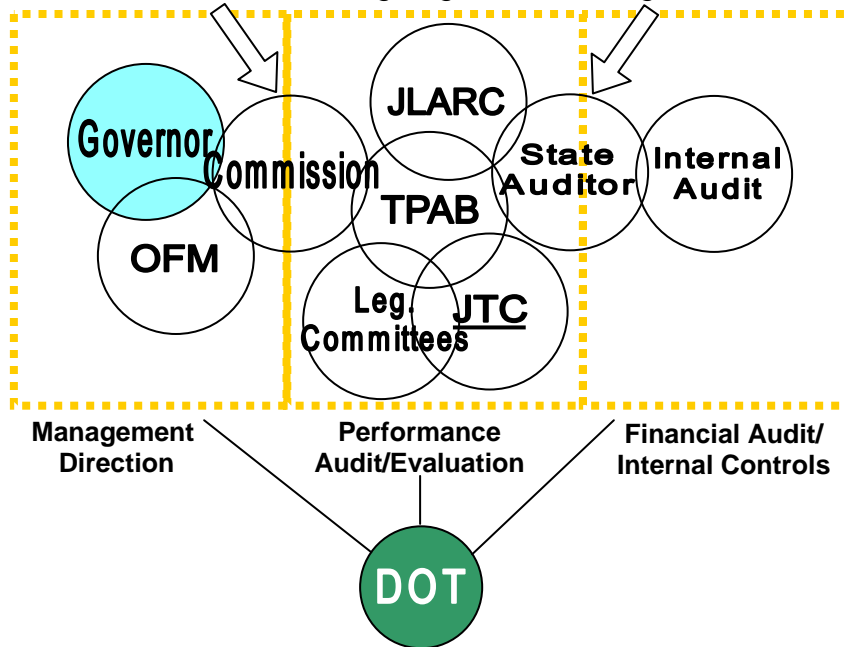 JLARC
Governor
Commission
State
Auditor
Internal
Audit
TPAB
OFM
Leg.
Committees
JTC
Management
Direction
Performance
Audit/Evaluation
Financial Audit/
Internal Controls
DOT